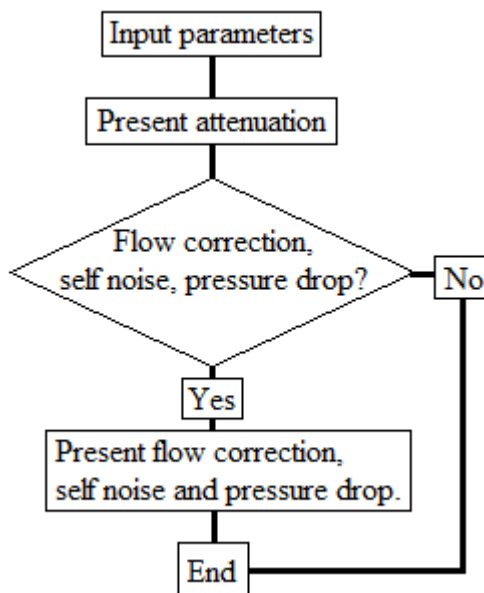 Input parameters
Present attenuation
Flow correction,
self noise, pressure drop?
No
Yes
Present flow correction,
self noise and pressure drop.
End